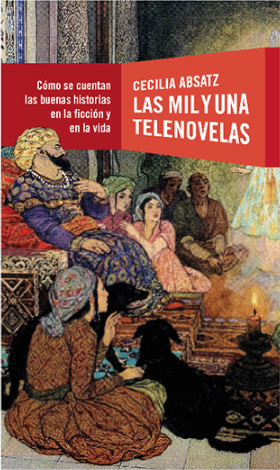 Cómo se cuentan
las buenas historias
en la ficción y
en la vida
CECILIA ABSATZ
LAS MIL Y UNA
TELENOVELAS